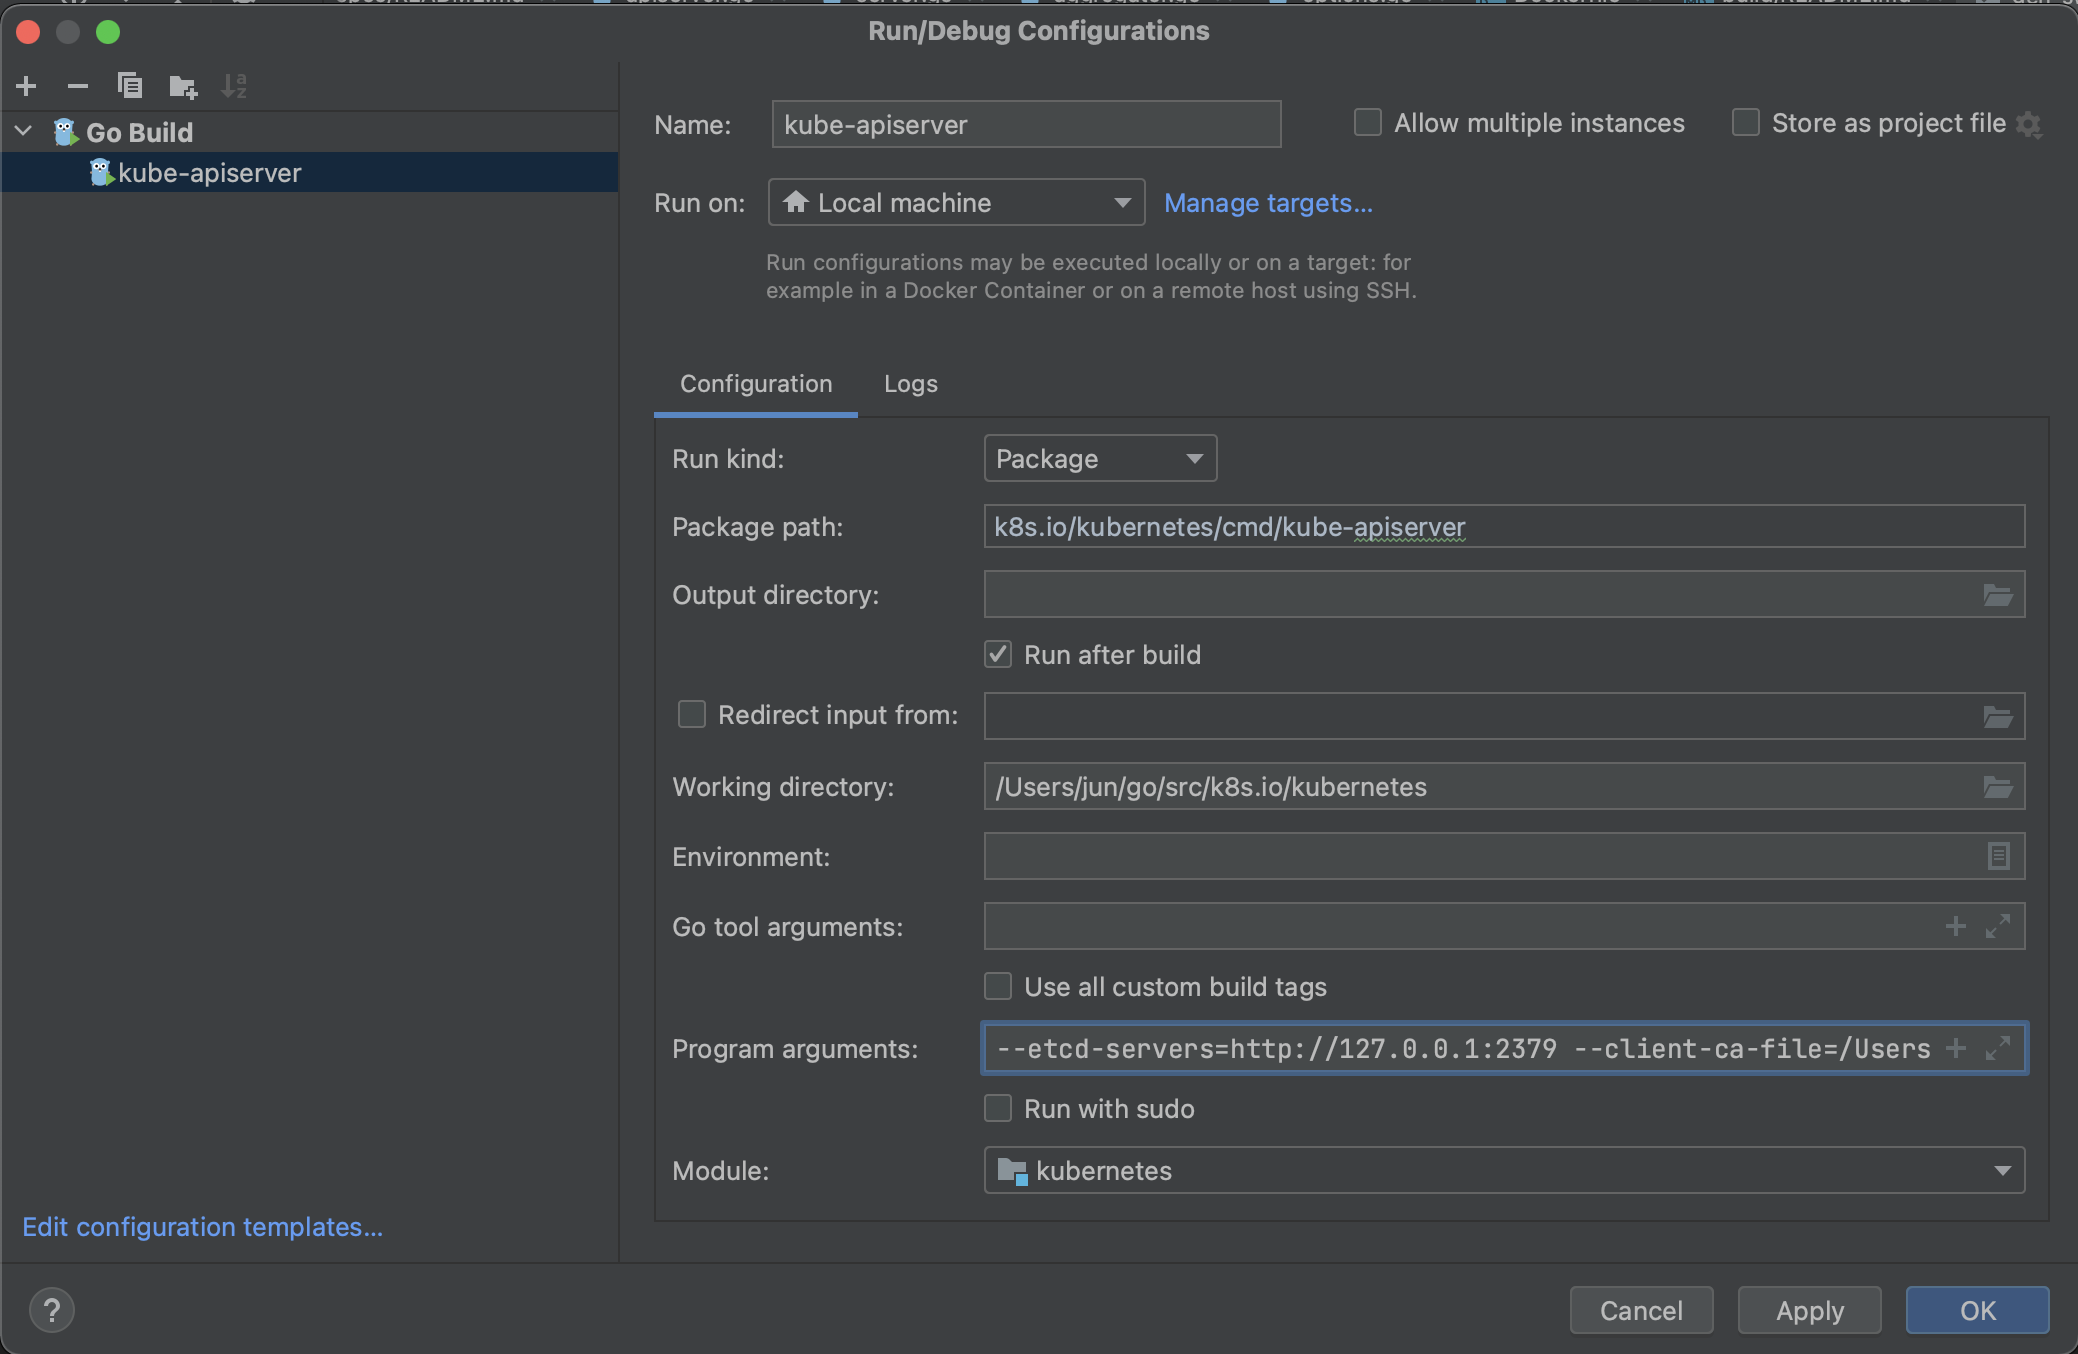 Run/Debug Configurations
Go Build
kube-apiserver
Edit configuration templates...
Name:
kube-apiserver
Allow multiple instances
Store as project file
Run on:
Local machine
Manage targets...
Run configurations may be executed locally or on a target: for
example in a Docker Container or on a remote host using SSH.
Configuration
Logs
Run kind:
Package
Package path:
k8s.io/kubernetes/cmd/kube-apiserver
Output directory:
Run after build
Redirect input from:
Working directory:
/Users/jun/go/src/k8s.io/kubernetes
Environment:
Go tool arguments:
Use all custom build tags
Program arguments:
--etcd-servers=http://127.0.0.1:2379 --client-ca-file=/Users
Run with sudo
Module:
kubernetes
?
Cancel
Apply
OK